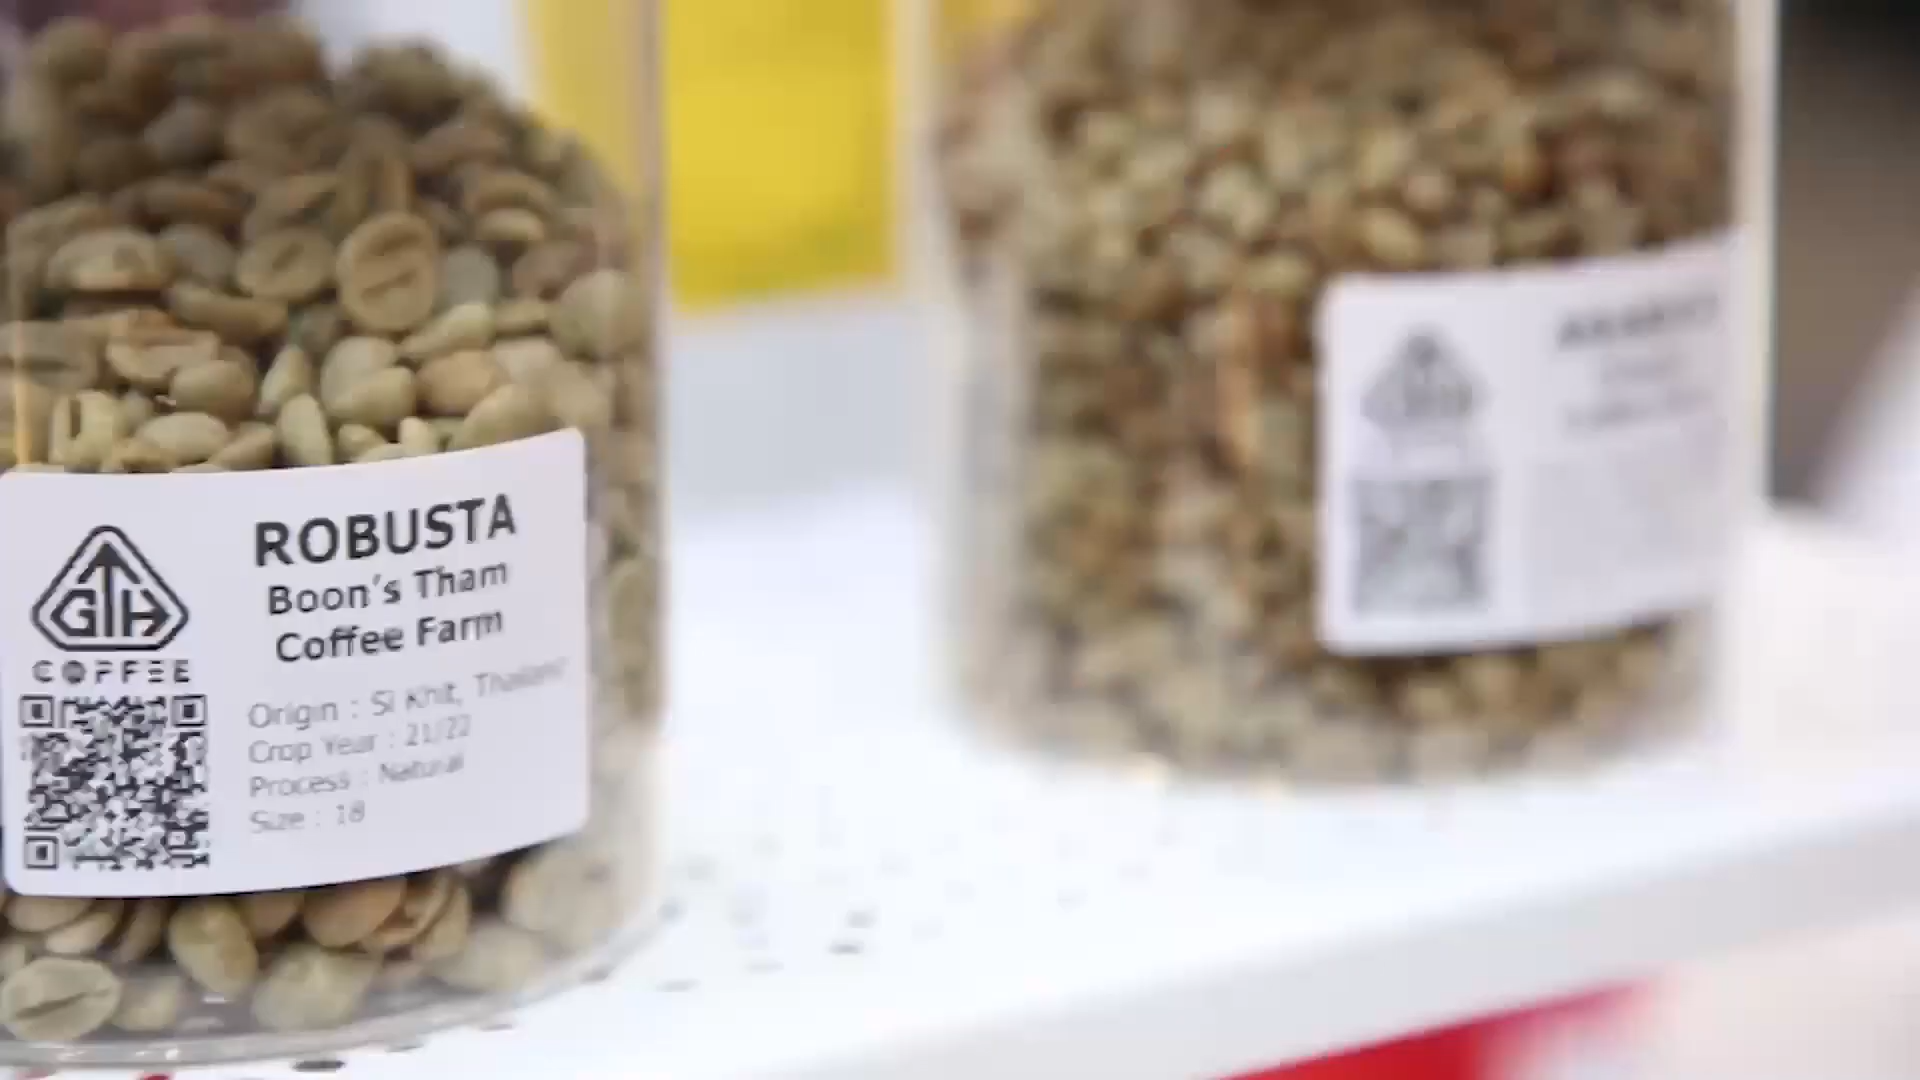 GTH
COFFEE
ROBUSTA
Boon's Tham
Coffee Farm
Origin : Si Khit, Thailand
Crop Year : 21/22
Process : Natural
Size : 18